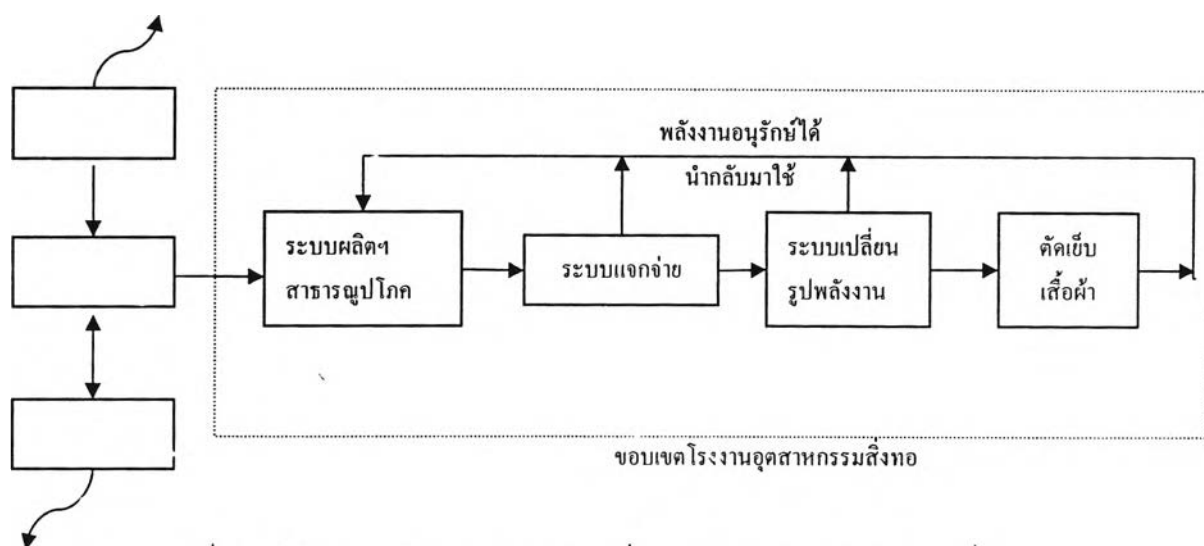 พลังงานอนุรักษ์ได้
นำกลับมาใช้
ระบบผลิตฯ
สาธารณูปโภค
ระบบแจกจ่าย
ระบบเปลี่ยน
รูปพลังงาน
ตัดเย็บ
เสื้อผ้า
ขอบเขตโรงงานอุตสาหกรรมสิ่งทอ